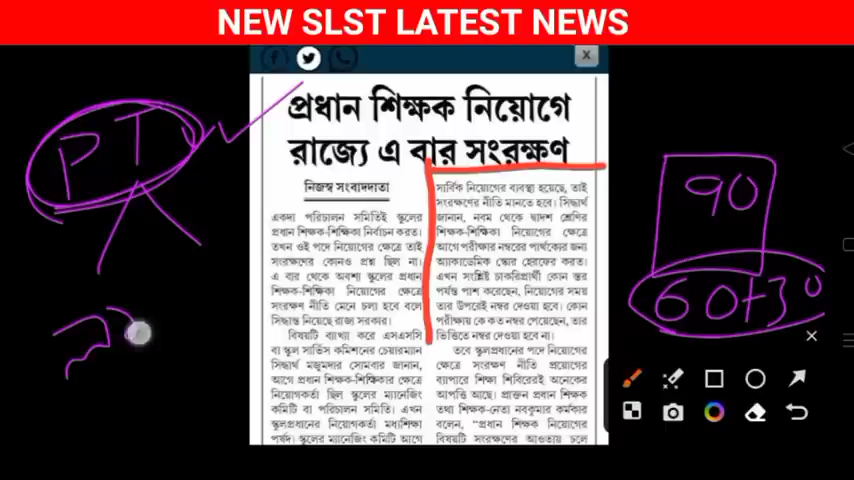 NEW SLST LATEST NEWS
X
প্রধান শিক্ষক নিয়োগে
রাজ্যে এ বার সংরক্ষণ
নিজস্ব সংবাদদাতা
একদা পরিচালন সমিতিই স্কুলের
প্রধান শিক্ষক-শিক্ষিকা নির্বাচন করত।
তখন ওই পদে নিয়োগের ক্ষেত্রে তাই
সংরক্ষণের কোনও প্রশ্ন ছিল না।
এ বার থেকে অবশ্য স্কুলের প্রধান
শিক্ষক-শিক্ষিকা নিয়োগের ক্ষেত্রে
সংরক্ষণ নীতি মেনে চলা হবে বলে
সিদ্ধান্ত নিয়েছে রাজ্য সরকার।
বিষয়টি ব্যাখ্যা করে এসএসসি
বা স্কুল সার্ভিস কমিশনের চেয়ারম্যান
সিদ্ধার্থ মজুমদার সোমবার জানান,
আগে প্রধান শিক্ষক-শিক্ষিকার ক্ষেত্রে
নিয়োগকর্তা ছিল স্কুলের ম্যানেজিং
কমিটি বা পরিচালন সমিতি। এখন
স্কুলপ্রধানের নিয়োগকর্তা মধ্যশিক্ষা
পর্ষদ। স্কুলের ম্যানেজিং কমিটি আগে
সার্বিক নিয়োগের ব্যবস্থা হয়েছে, তাই
সংরক্ষণের নীতি মানতে হবে। সিদ্ধার্থ
জানান, নবম থেকে দ্বাদশ শ্রেণির
শিক্ষক-শিক্ষিকা নিয়োগের ক্ষেত্রে
আগে পরীক্ষার নম্বরের পার্থক্যের জন্য
অ্যাকাডেমিক স্কোর হেরফের করত।
এখন সংশ্লিষ্ট চাকরিপ্রার্থী কোন স্তর
পর্যন্ত পাশ করেছেন, নিয়োগের সময়
তার উপরেই নম্বর দেওয়া হবে। কোন
পরীক্ষায় কে কত নম্বর পেয়েছেন, তার
ভিত্তিতে নম্বর দেওয়া হবে না।
তবে স্কুলপ্রধানের পদে নিয়োগের
ক্ষেত্রে সংরক্ষণ নীতি প্রয়োগের
ব্যাপারে শিক্ষা শিবিরেরই অনেকের
আপত্তি আছে। প্রাক্তন প্রধান শিক্ষক
তথা শিক্ষক-নেতা নবকুমার কর্মকার
বলেন, "প্রধান শিক্ষক নিয়োগের
বিষয়টি সংরক্ষণের আওতায় চলে
PT
90
60+30